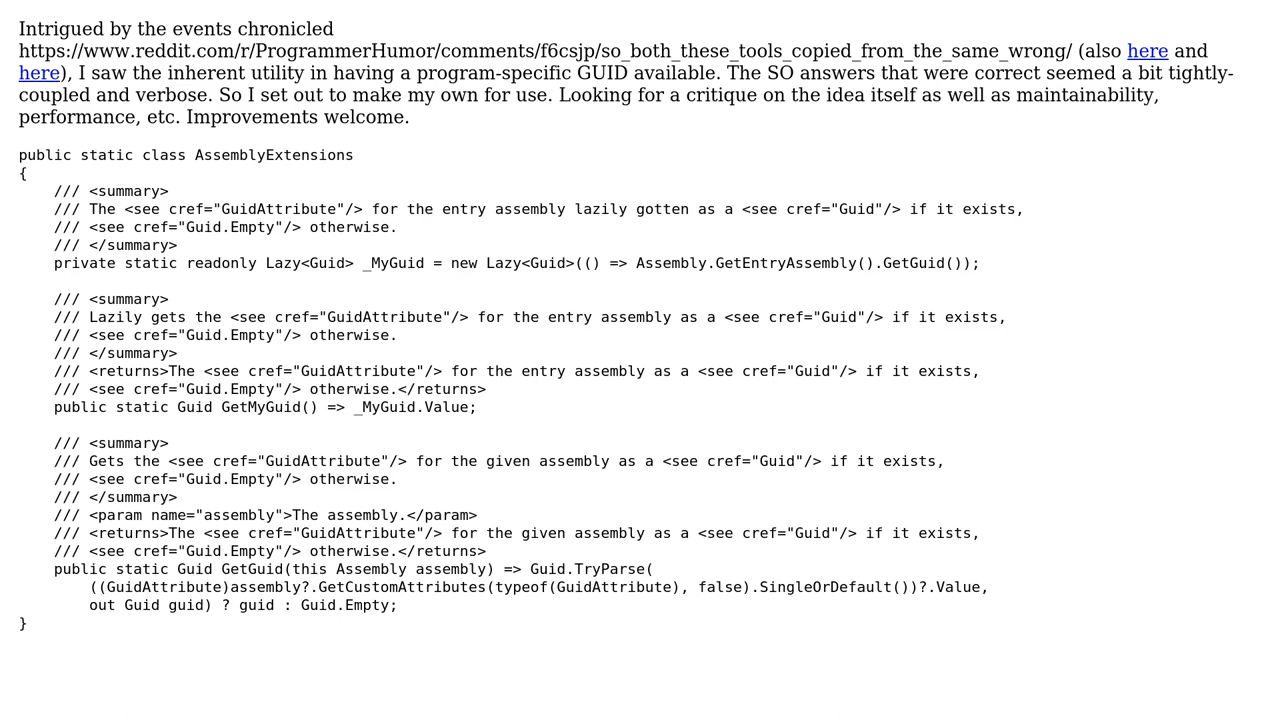 Intrigued by the events chronicled
https://www.reddit.com/r/ProgrammerHumor/comments/f6csjp/so_both_these_tools_copied_from_the_same_wrong/ (also here and
here), I saw the inherent utility in having a program-specific GUID available. The SO answers that were correct seemed a bit tightly-
coupled and verbose. So I set out to make my own for use. Looking for a critique on the idea itself as well as maintainability,
performance, etc. Improvements welcome.
public static class AssemblyExtensions
{
    /// <summary>
    /// The <see cref="GuidAttribute"/> for the entry assembly lazily gotten as a <see cref="Guid"/> if it exists,
    /// <see cref="Guid.Empty"/> otherwise.
    /// </summary>
    private static readonly Lazy<Guid> _MyGuid = new Lazy<Guid>(() => Assembly.GetEntryAssembly().GetGuid());
    /// <summary>
    /// Lazily gets the <see cref="GuidAttribute"/> for the entry assembly as a <see cref="Guid"/> if it exists,
    /// <see cref="Guid.Empty"/> otherwise.
    /// </summary>
    /// <returns>The <see cref="GuidAttribute"/> for the entry assembly as a <see cref="Guid"/> if it exists,
    /// <see cref="Guid.Empty"/> otherwise.</returns>
    public static Guid GetMyGuid() => _MyGuid.Value;
    /// <summary>
    /// Gets the <see cref="GuidAttribute"/> for the given assembly as a <see cref="Guid"/> if it exists,
    /// <see cref="Guid.Empty"/> otherwise.
    /// </summary>
    /// <param name="assembly">The assembly.</param>
    /// <returns>The <see cref="GuidAttribute"/> for the given assembly as a <see cref="Guid"/> if it exists,
    /// <see cref="Guid.Empty"/> otherwise.</returns>
    public static Guid GetGuid(this Assembly assembly) => Guid.TryParse(
        ((GuidAttribute)assembly?.GetCustomAttributes(typeof(GuidAttribute), false).SingleOrDefault())?.Value,
        out Guid guid) ? guid : Guid.Empty;
}